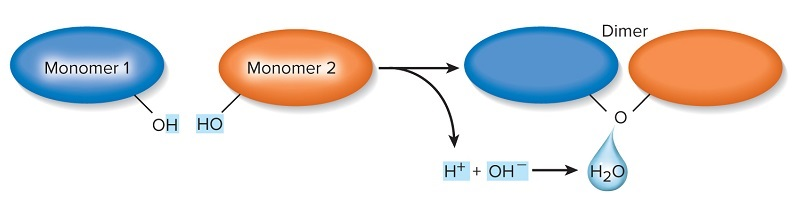 Dimer
Monomer 1
Monomer 2
OH
HO
O
H⁺ + OH⁻
H₂O